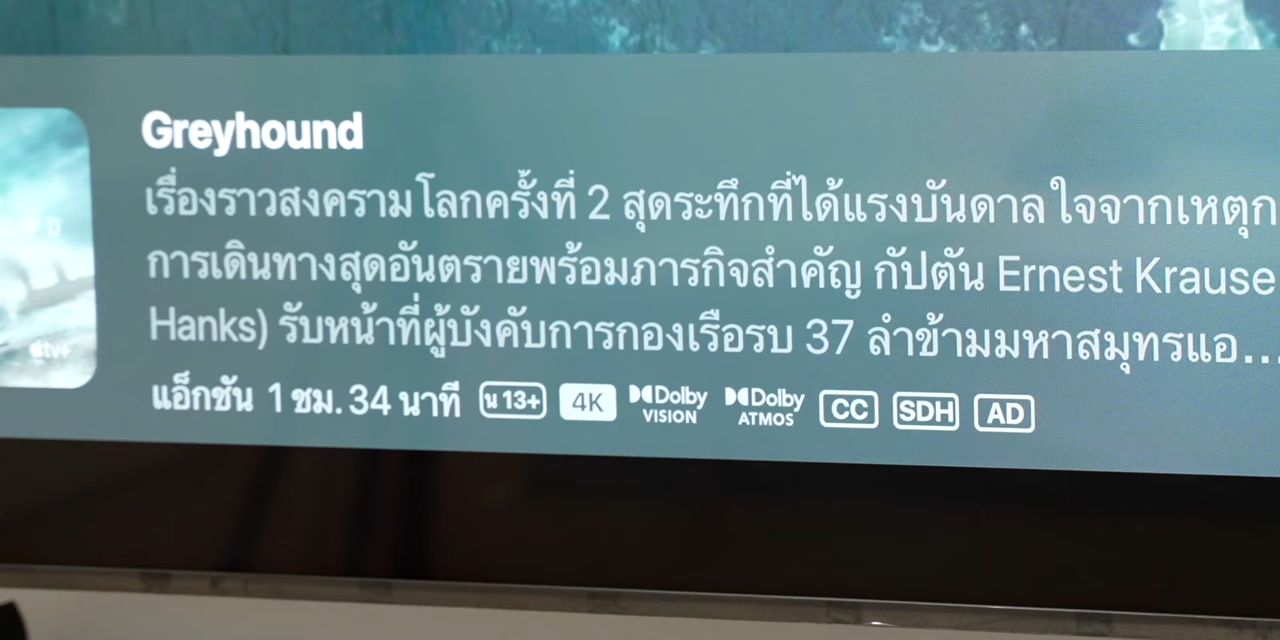 Greyhound
เรื่องราวสงครามโลกครั้งที่ 2 สุดระทึกที่ได้แรงบันดาลใจจากเหตุก
การเดินทางสุดอันตรายพร้อมภารกิจสำคัญ กัปตัน Ernest Krause
Hanks) รับหน้าที่ผู้บังคับการกองเรือรบ 37 ลำข้ามมหาสมุทรแอ...
แอ็กชัน 1 ชม. 34 นาที น 13+ 4K Dolby VISION Dolby ATMOS CC SDH AD
tv+